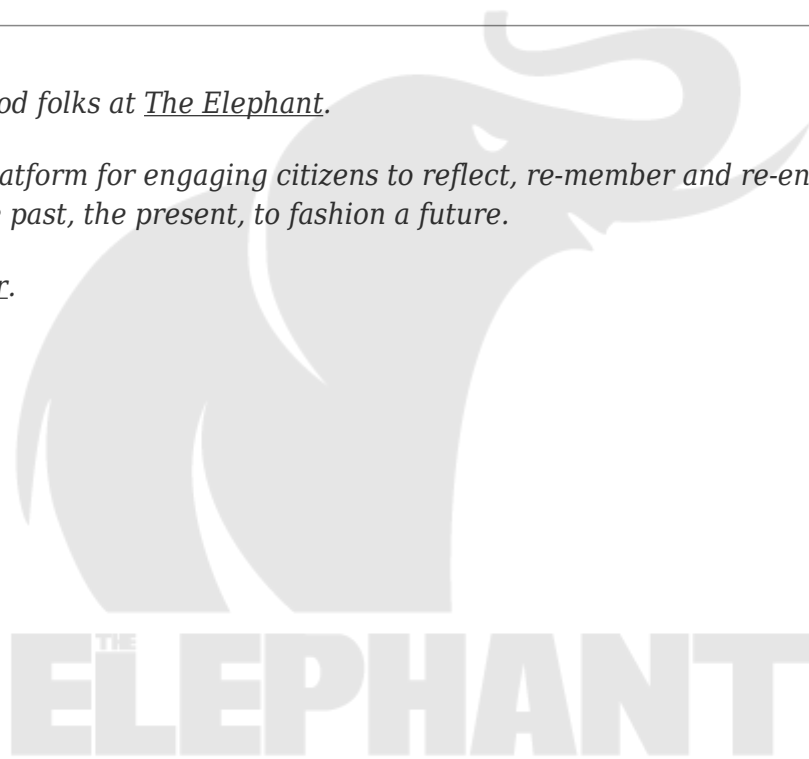 od folks at The Elephant.
atform for engaging citizens to reflect, re-member and re-en
past, the present, to fashion a future.
r.
THE
ELEPHANT